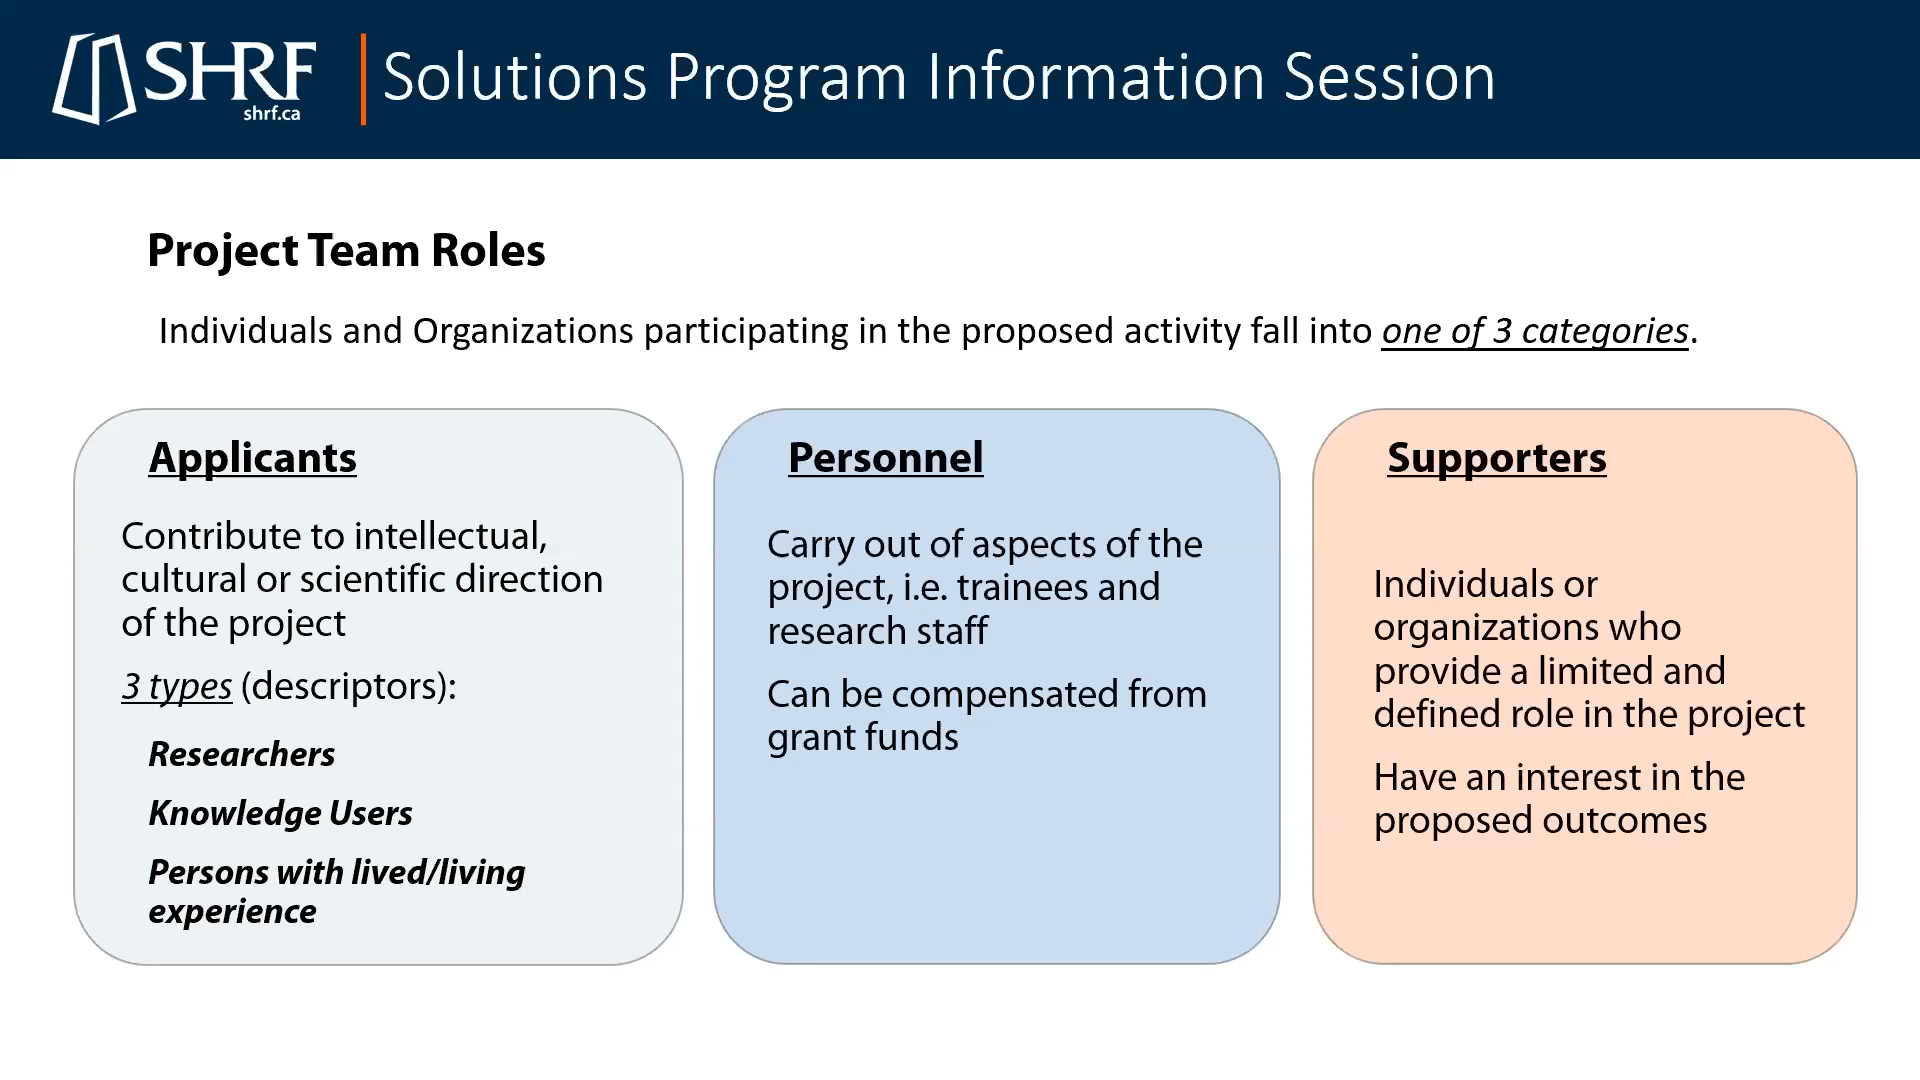 SHRF
shrf.ca
Solutions Program Information Session
Project Team Roles
Individuals and Organizations participating in the proposed activity fall into one of 3 categories.
Applicants
Contribute to intellectual,
cultural or scientific direction
of the project
3 types (descriptors):
Researchers
Knowledge Users
Persons with lived/living
experience
Personnel
Carry out of aspects of the
project, i.e. trainees and
research staff
Can be compensated from
grant funds
Supporters
Individuals or
organizations who
provide a limited and
defined role in the project
Have an interest in the
proposed outcomes